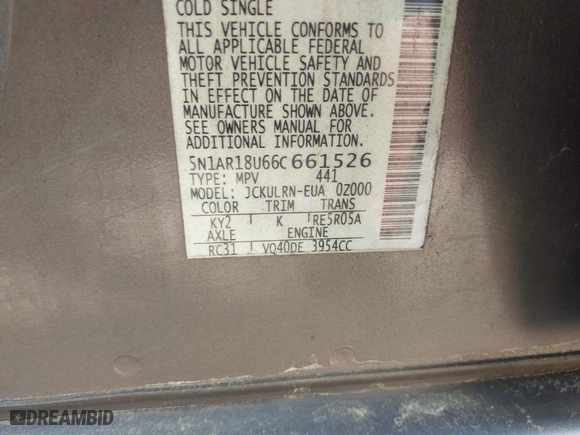 COLD SINGLE
THIS VEHICLE CONFORMS TO
ALL APPLICABLE FEDERAL
MOTOR VEHICLE SAFETY AND
THEFT PREVENTION STANDARDS
IN EFFECT ON THE DATE OF
MANUFACTURE SHOWN ABOVE.
SEE OWNERS MANUAL FOR
ADDITIONAL INFORMATION.
5N1AR18U66C661526
TYPE: MPV 441
MODEL: JCKULRN-EUA 0Z000
COLOR TRIM TRANS
KY2 K RE5R05A
AXLE ENGINE
RC31 VQ40DE 3954CC
DREAMBID